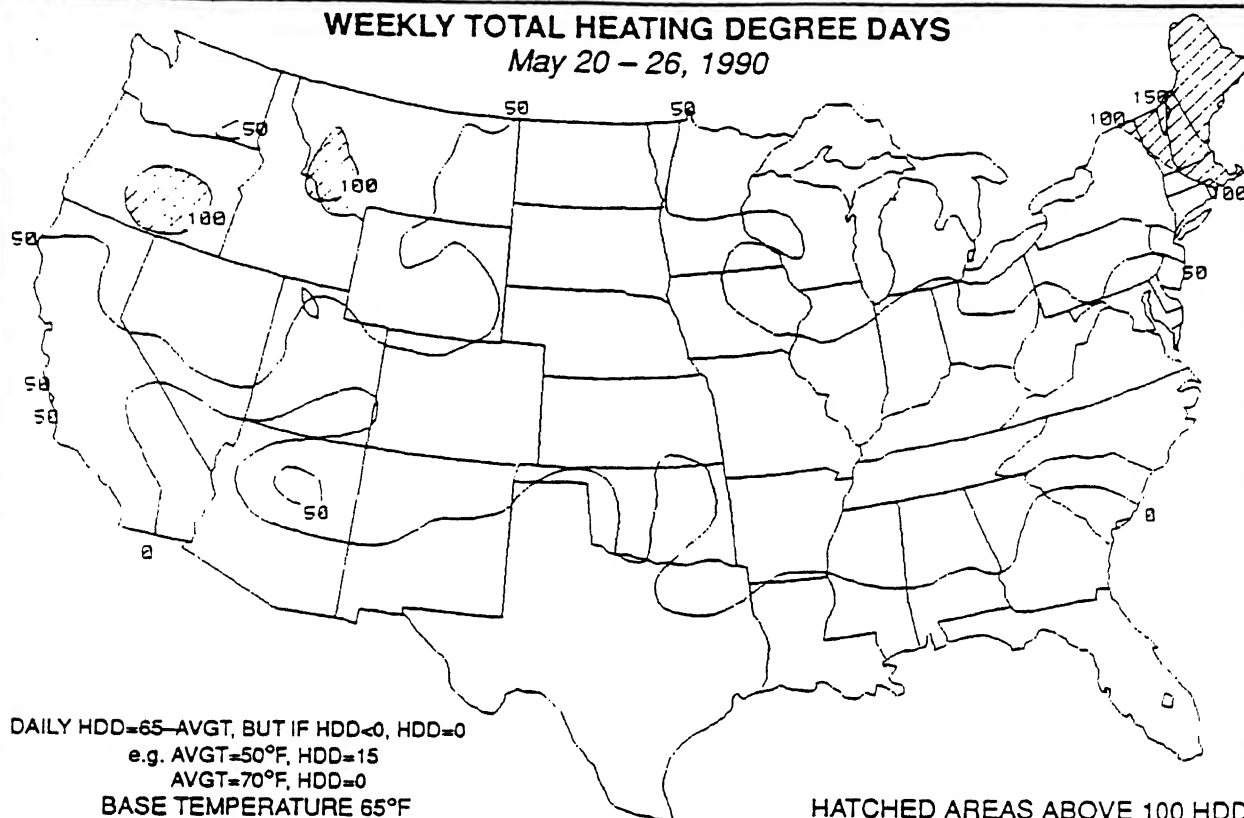 WEEKLY TOTAL HEATING DEGREE DAYS
May 20 – 26, 1990
50
50
150
100
50
100
100
00
50
50
50
50
50
0
0
DAILY HDD=65–AVGT, BUT IF HDD<0, HDD=0
e.g. AVGT=50°F, HDD=15
AVGT=70°F, HDD=0
BASE TEMPERATURE 65°F
HATCHED AREAS ABOVE 100 HDD